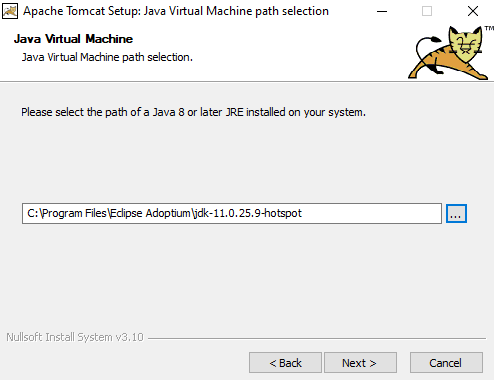 Apache Tomcat Setup: Java Virtual Machine path selection
Java Virtual Machine
Java Virtual Machine path selection.
TM
Please select the path of a Java 8 or later JRE installed on your system.
C:\Program Files\Eclipse Adoptium\jdk-11.0.25.9-hotspot
...
Nullsoft Install System v3.10
< Back
Next >
Cancel